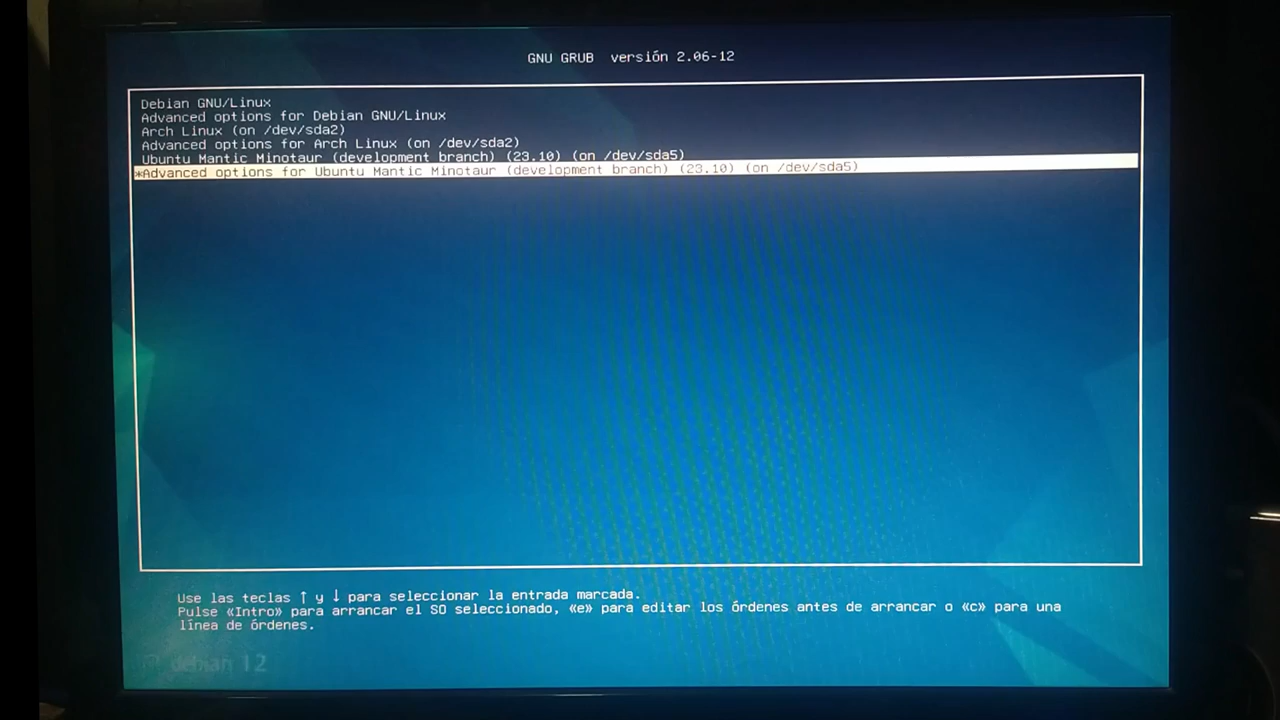 GNU GRUB versión 2.06-12
Debian GNU/Linux
Advanced options for Debian GNU/Linux
Arch Linux (on /dev/sda2)
Advanced options for Arch Linux (on /dev/sda2)
Ubuntu Mantic Minotaur (development branch) (23.10) (on /dev/sda5)
*Advanced options for Ubuntu Mantic Minotaur (development branch) (23.10) (on /dev/sda5)
Use las teclas ↑ y ↓ para seleccionar la entrada marcada.
Pulse «Intro» para arrancar el SO seleccionado, «e» para editar los órdenes antes de arrancar o «c» para una
línea de órdenes.
debian 12